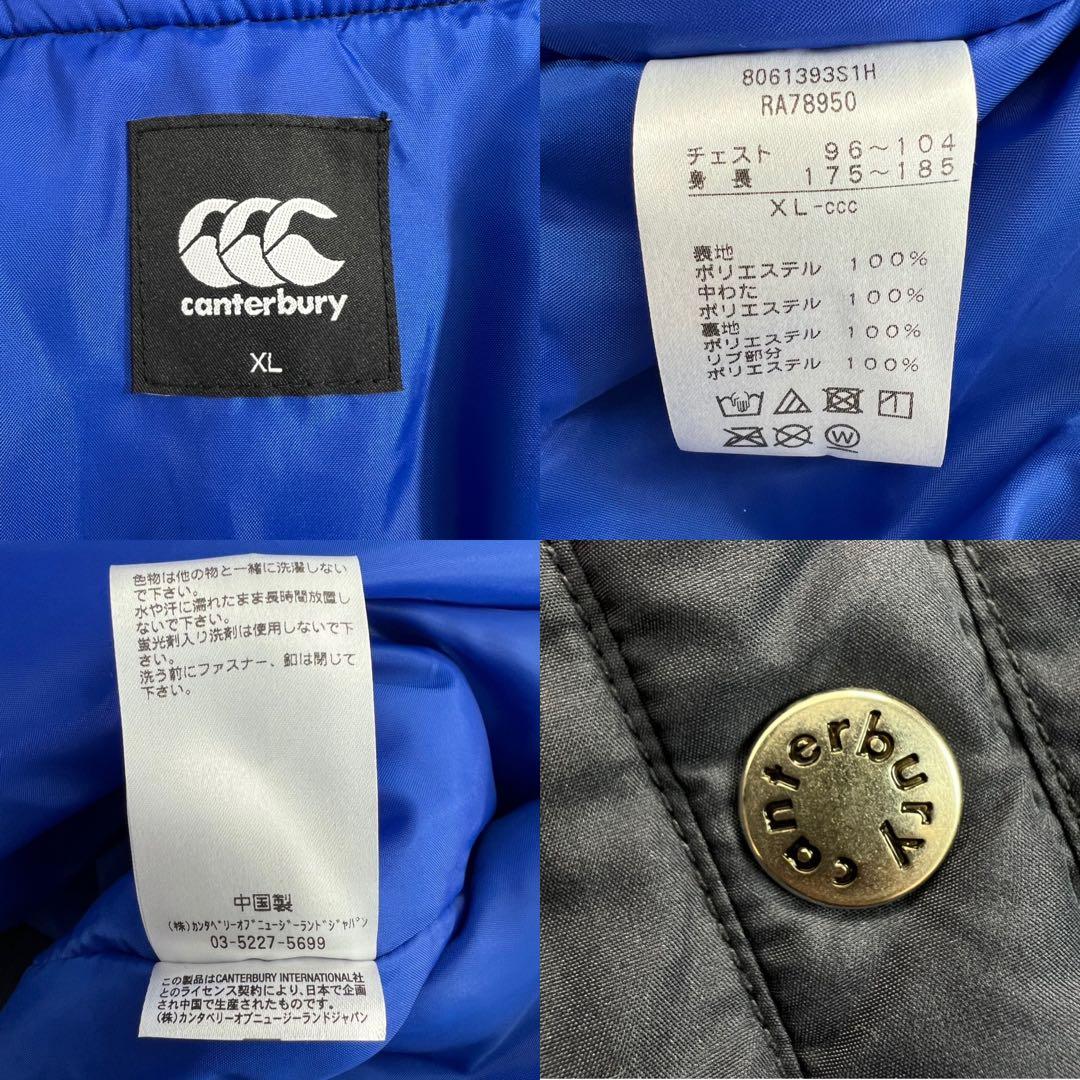 canterbury
XL
8061393S1H
RA78950
チェスト 96～104
身長 175～185
XL-ccc
表地
ポリエステル 100%
中わた
ポリエステル 100%
裏地
ポリエステル 100%
リブ部分
ポリエステル 100%
W
色物は他の物と一緒に洗濯しない
で下さい。
水や汗に濡れたまま長時間放置し
ないで下さい。
蛍光剤入り洗剤は使用しないで下
さい。
洗う前にファスナー、釦は閉じて
下さい。
中国製
(株)カンタベリーオブニュージーランドジャパン
03-5227-5699
この製品はCANTERBURY INTERNATIONAL社
とのライセンス契約により、日本で企画
され中国で生産されたものです。
(株)カンタベリーオブニュージーランドジャパン
canterbury